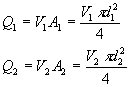 Q₁ = V₁A₁ = V₁ πd₁² / 4
Q₂ = V₂A₂ = V₂ πd₂² / 4